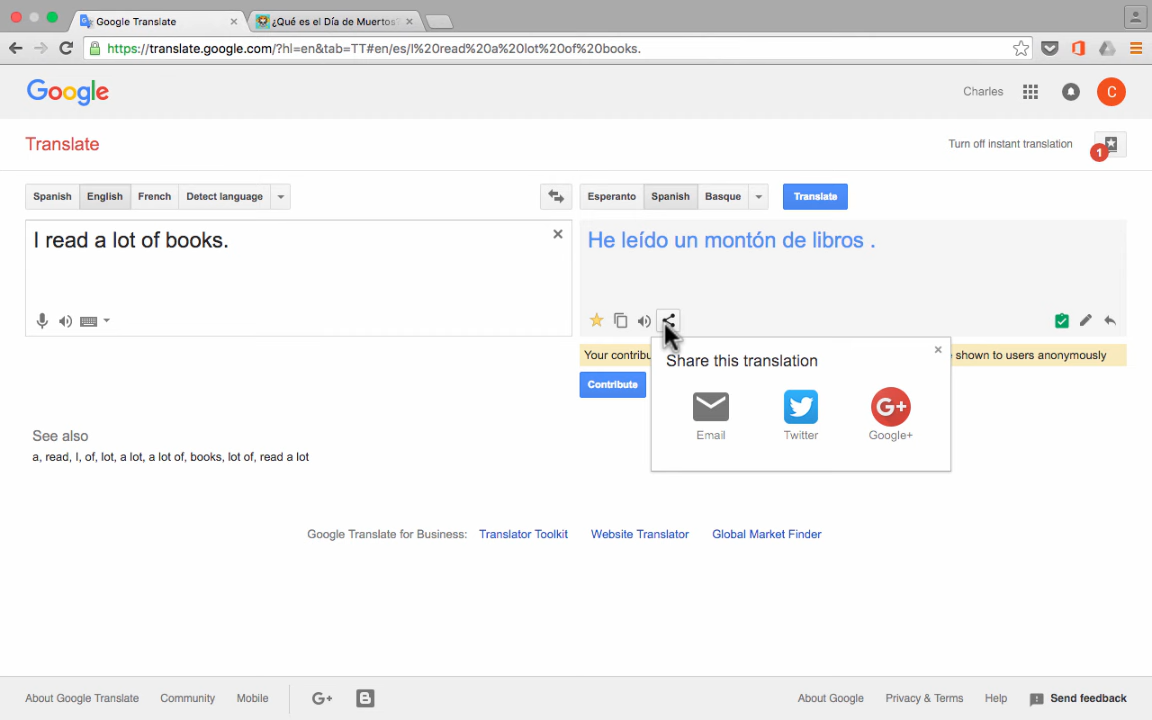 Google Translate
¿Qué es el Día de Muertos?
https://translate.google.com/?hl=en&tab=TT#en/es/I%20read%20a%20lot%20of%20books.
Google
Charles
C
Translate
Turn off instant translation
1
Spanish English French Detect language
Esperanto Spanish Basque Translate
I read a lot of books.
He leído un montón de libros .
Your contribu
e shown to users anonymously
Share this translation
Contribute
Email Twitter Google+
See also
a, read, I, of, lot, a lot, a lot of, books, lot of, read a lot
Google Translate for Business: Translator Toolkit Website Translator Global Market Finder
About Google Translate Community Mobile G+ B About Google Privacy & Terms Help Send feedback